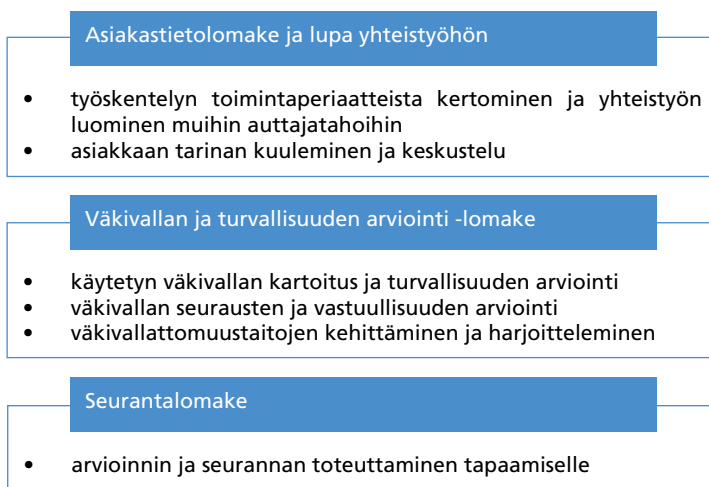 Asiakastietolomake ja lupa yhteistyöhön
• työskentelyn toimintaperiaatteista kertominen ja yhteistyön
luominen muihin auttajatahoihin
• asiakkaan tarinan kuuleminen ja keskustelu
Väkivallan ja turvallisuuden arviointi -lomake
• käytetyn väkivallan kartoitus ja turvallisuuden arviointi
• väkivallan seurausten ja vastuullisuuden arviointi
• väkivallattomuustaitojen kehittäminen ja harjoitteleminen
Seurantalomake
• arvioinnin ja seurannan toteuttaminen tapaamiselle